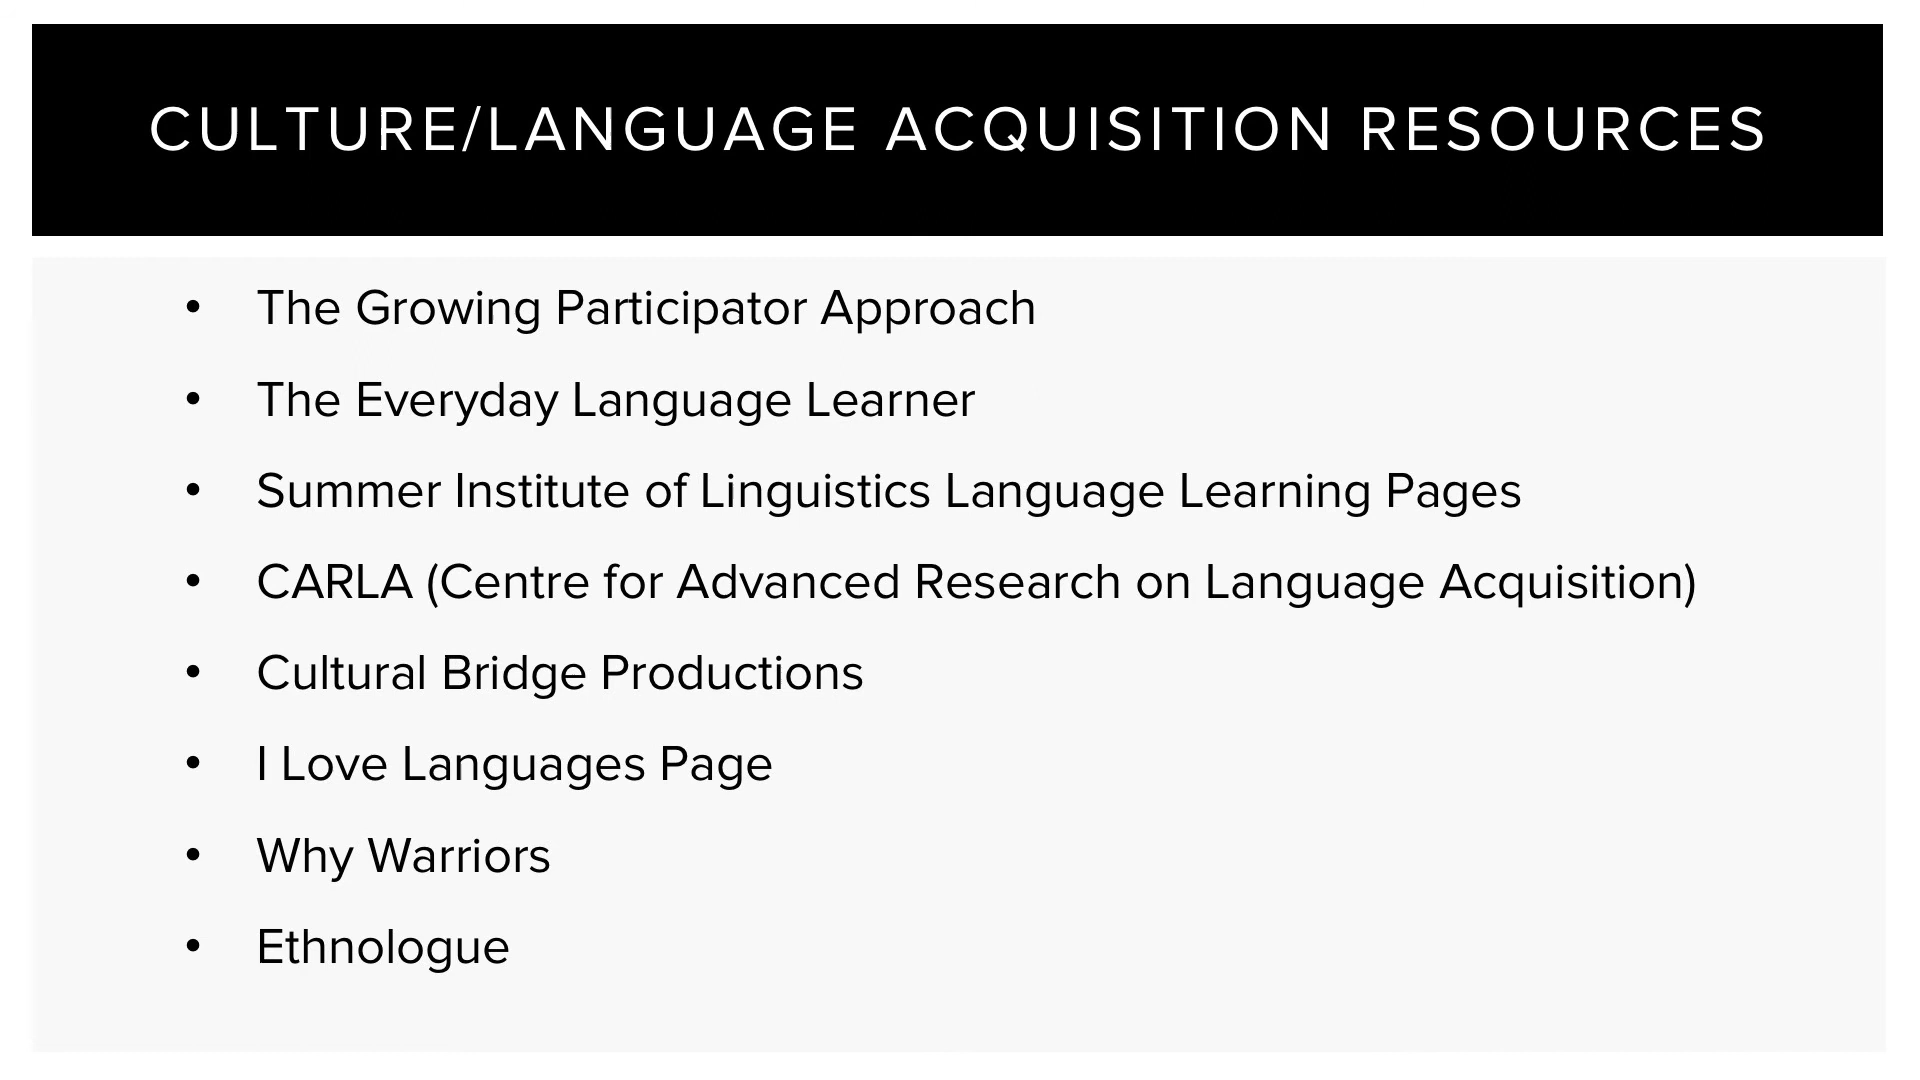 CULTURE/LANGUAGE ACQUISITION RESOURCES
• The Growing Participator Approach
• The Everyday Language Learner
• Summer Institute of Linguistics Language Learning Pages
• CARLA (Centre for Advanced Research on Language Acquisition)
• Cultural Bridge Productions
• I Love Languages Page
• Why Warriors
• Ethnologue